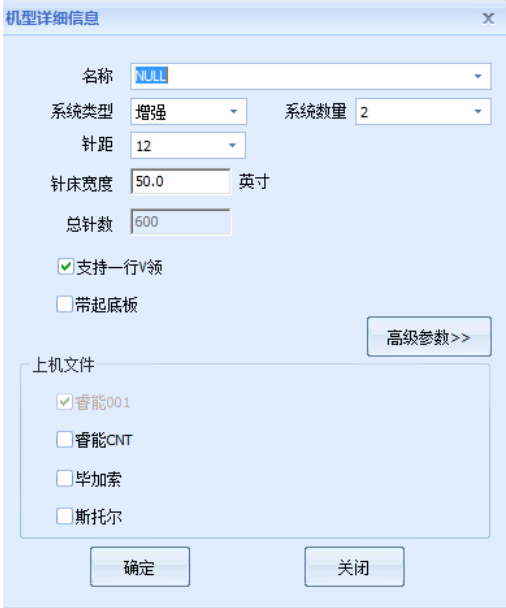 机型详细信息
名称 NULL
系统类型 增强 系统数量 2
针距 12
针床宽度 50.0 英寸
总针数 600
支持一行V领
带起底板
高级参数>>
上机文件
睿能001
睿能CNT
毕加索
斯托尔
确定 关闭